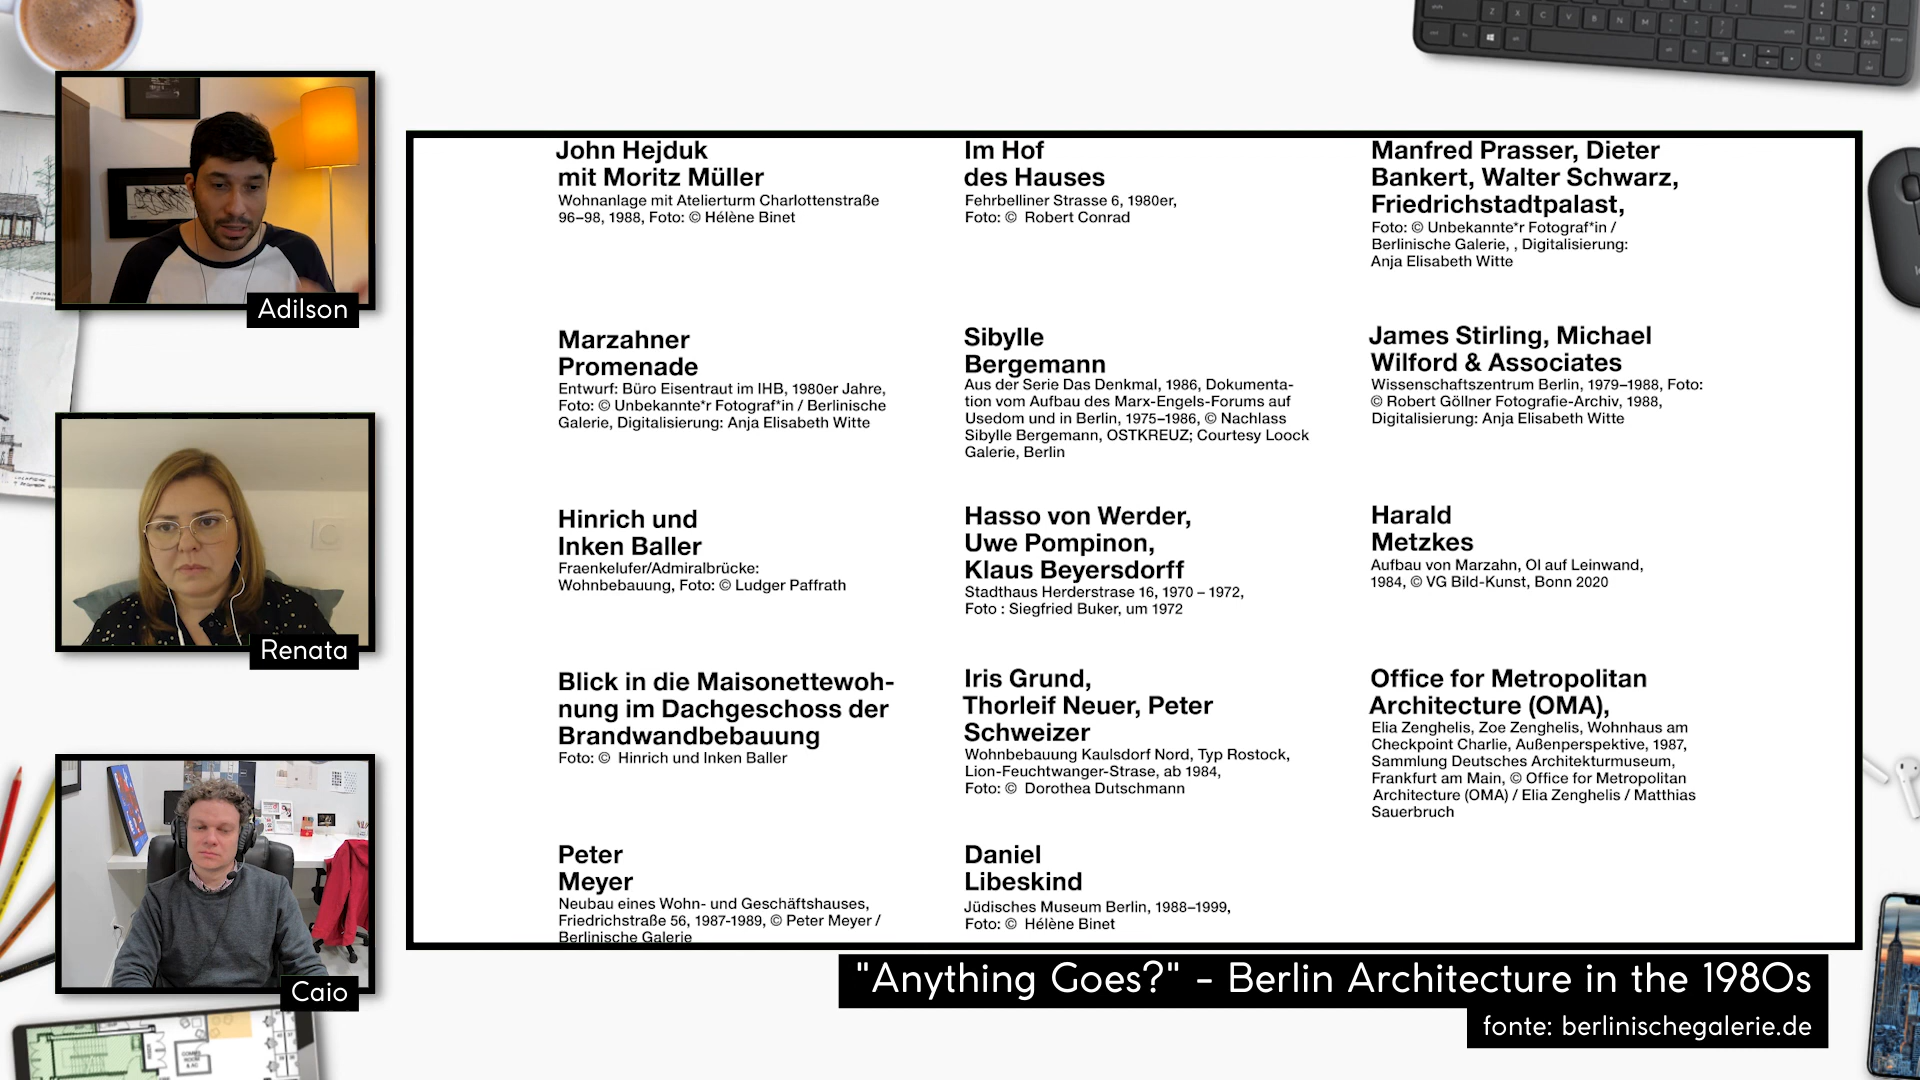 John Hejduk
mit Moritz Müller
Wohnanlage mit Atelierturm Charlottenstraße
96–98, 1988, Foto: © Hélène Binet
Im Hof
des Hauses
Fehrbelliner Strasse 6, 1980er,
Foto: © Robert Conrad
Manfred Prasser, Dieter
Bankert, Walter Schwarz,
Friedrichstadtpalast,
Foto: © Unbekannte*r Fotograf*in /
Berlinische Galerie, , Digitalisierung:
Anja Elisabeth Witte
Marzahner
Promenade
Entwurf: Büro Eisentraut im IHB, 1980er Jahre,
Foto: © Unbekannte*r Fotograf*in / Berlinische
Galerie, Digitalisierung: Anja Elisabeth Witte
Sibylle
Bergemann
Aus der Serie Das Denkmal, 1986, Dokumenta-
tion vom Aufbau des Marx-Engels-Forums auf
Usedom und in Berlin, 1975–1986, © Nachlass
Sibylle Bergemann, OSTKREUZ; Courtesy Loock
Galerie, Berlin
James Stirling, Michael
Wilford & Associates
Wissenschaftszentrum Berlin, 1979–1988, Foto:
© Robert Göllner Fotografie-Archiv, 1988,
Digitalisierung: Anja Elisabeth Witte
Hinrich und
Inken Baller
Fraenkelufer/Admiralbrücke:
Wohnbebauung, Foto: © Ludger Paffrath
Hasso von Werder,
Uwe Pompinon,
Klaus Beyersdorff
Stadthaus Herderstrase 16, 1970 – 1972,
Foto : Siegfried Buker, um 1972
Harald
Metzkes
Aufbau von Marzahn, Ol auf Leinwand,
1984, © VG Bild-Kunst, Bonn 2020
Blick in die Maisonettewoh-
nung im Dachgeschoss der
Brandwandbebauung
Foto: © Hinrich und Inken Baller
Iris Grund,
Thorleif Neuer, Peter
Schweizer
Wohnbebauung Kaulsdorf Nord, Typ Rostock,
Lion-Feuchtwanger-Strase, ab 1984,
Foto: © Dorothea Dutschmann
Office for Metropolitan
Architecture (OMA),
Elia Zenghelis, Zoe Zenghelis, Wohnhaus am
Checkpoint Charlie, Außenperspektive, 1987,
Sammlung Deutsches Architekturmuseum,
Frankfurt am Main, © Office for Metropolitan
Architecture (OMA) / Elia Zenghelis / Matthias
Sauerbruch
Peter
Meyer
Neubau eines Wohn- und Geschäftshauses,
Friedrichstraße 56, 1987-1989, © Peter Meyer /
Berlinische Galerie
Daniel
Libeskind
Jüdisches Museum Berlin, 1988–1999,
Foto: © Hélène Binet
Adilson
Renata
Caio
"Anything Goes?" – Berlin Architecture in the 1980s
fonte: berlinischegalerie.de